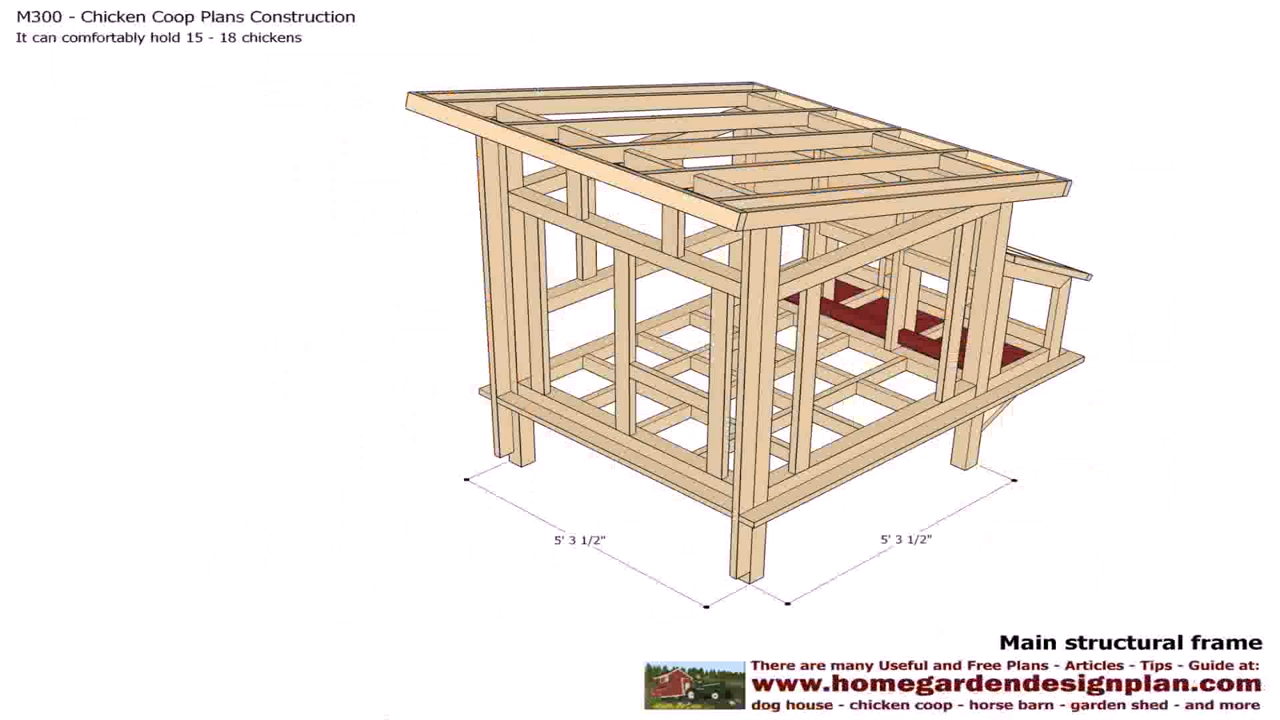 M300 - Chicken Coop Plans Construction
It can comfortably hold 15 - 18 chickens
5' 3 1/2"
5' 3 1/2"
Main structural frame
There are many Useful and Free Plans - Articles - Tips - Guide at:
www.homegardendesignplan.com
dog house - chicken coop - horse barn - garden shed - and more